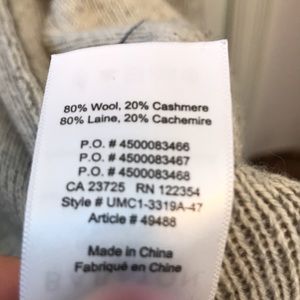 80% Wool, 20% Cashmere
80% Laine, 20% Cachemire
P.O. # 4500083466
P.O. # 4500083467
P.O. # 4500083468
CA 23725 RN 122354
Style # UMC1-3319A-47
Article # 49488
Made in China
Fabriqué en Chine